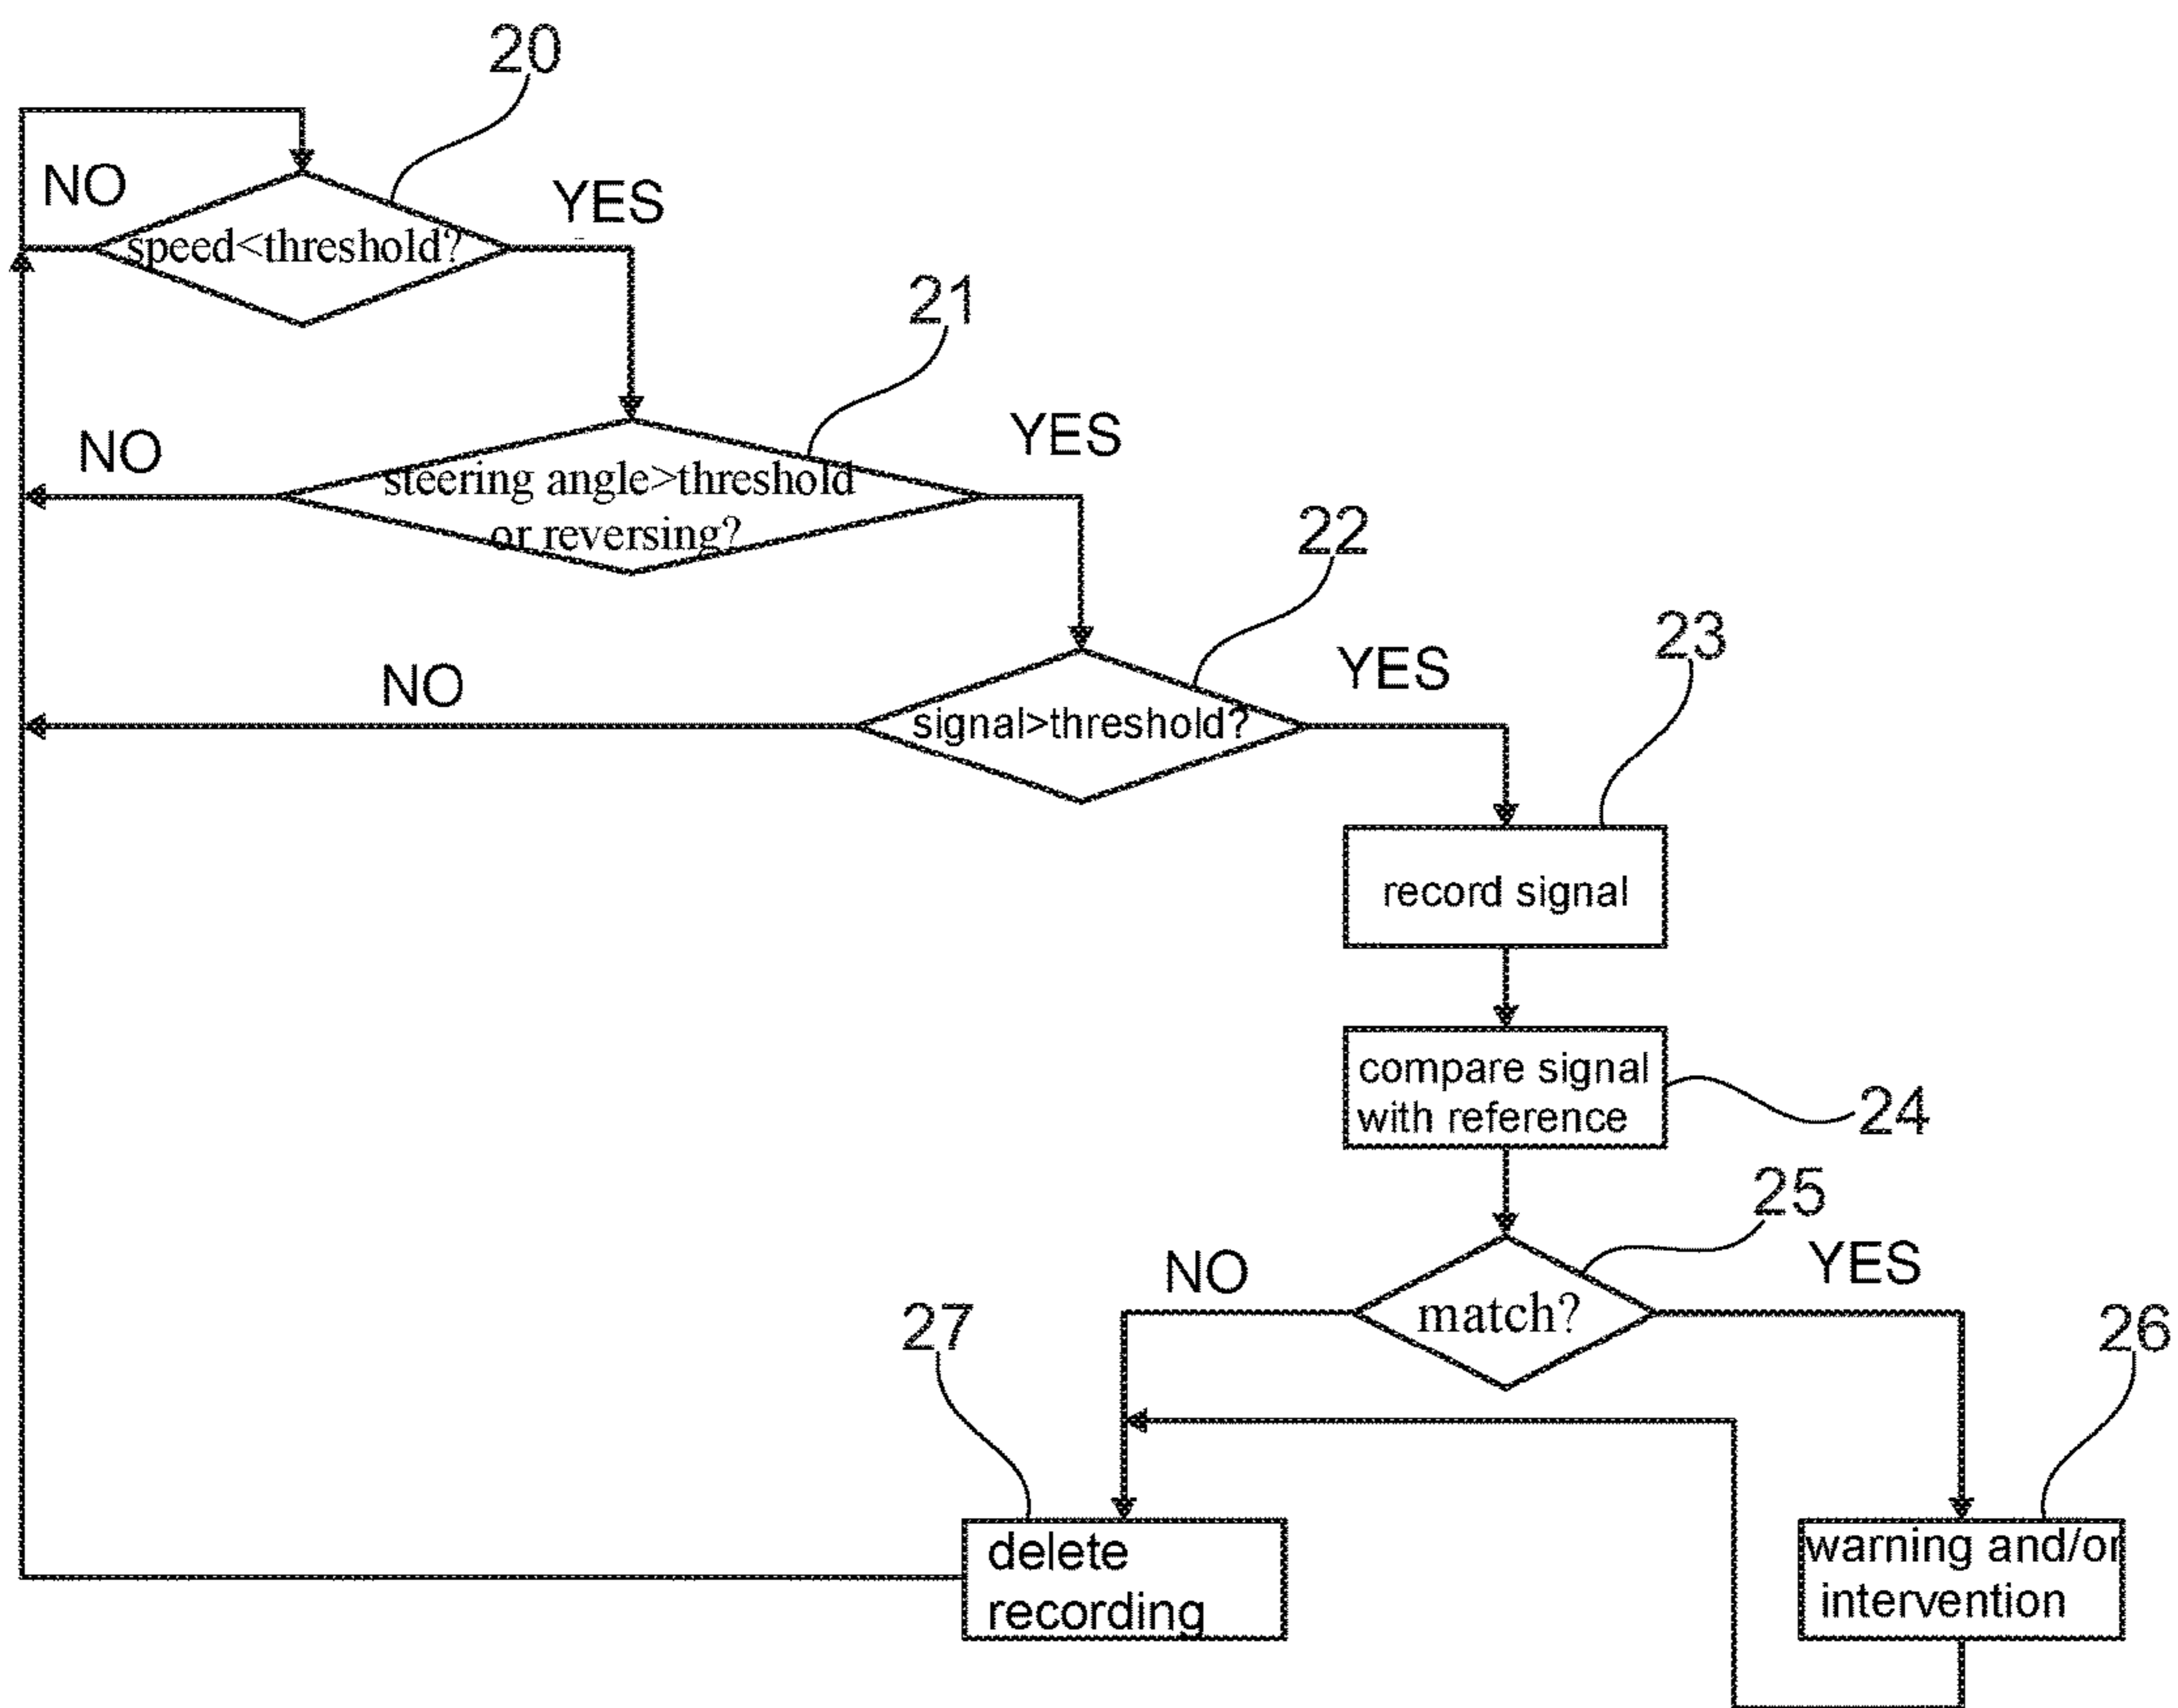 20
NO
YES
speed<threshold?
21
NO
YES
steering angle>threshold
or reversing?
22
NO
YES
signal>threshold?
23
record signal
compare signal
with reference
24
25
NO
YES
match?
27
26
delete
recording
warning and/or
intervention